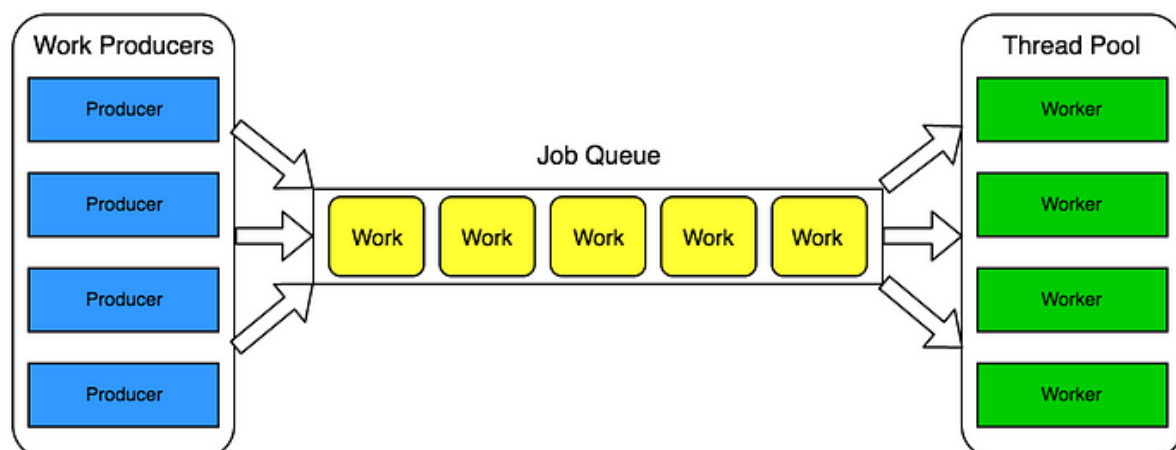 Work Producers
Producer
Producer
Producer
Producer
Job Queue
Work Work Work Work Work
Thread Pool
Worker
Worker
Worker
Worker